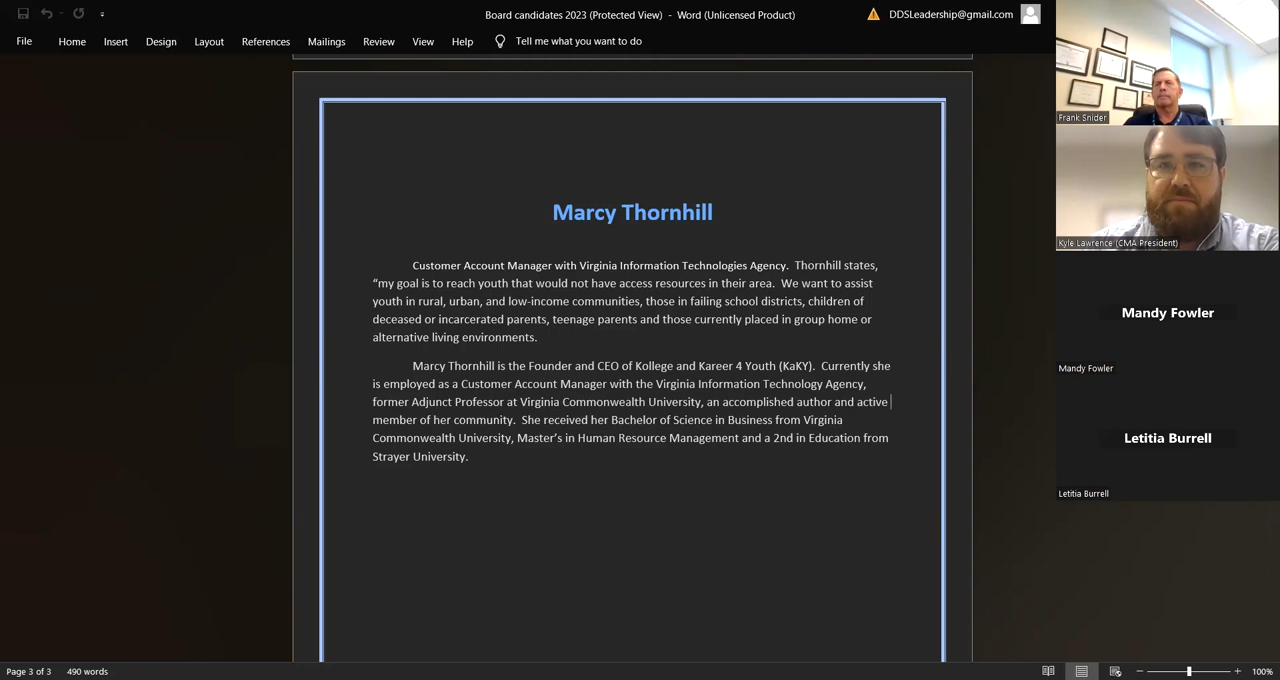 Board candidates 2023 (Protected View) - Word (Unlicensed Product)
DDSLeadership@gmail.com
File Home Insert Design Layout References Mailings Review View Help Tell me what you want to do
Marcy Thornhill
Customer Account Manager with Virginia Information Technologies Agency. Thornhill states,
“my goal is to reach youth that would not have access resources in their area. We want to assist
youth in rural, urban, and low-income communities, those in failing school districts, children of
deceased or incarcerated parents, teenage parents and those currently placed in group home or
alternative living environments.
Marcy Thornhill is the Founder and CEO of Kollege and Kareer 4 Youth (KaKY). Currently she
is employed as a Customer Account Manager with the Virginia Information Technology Agency,
former Adjunct Professor at Virginia Commonwealth University, an accomplished author and active
member of her community. She received her Bachelor of Science in Business from Virginia
Commonwealth University, Master’s in Human Resource Management and a 2nd in Education from
Strayer University.
Page 3 of 3 490 words
100%
Frank Snider
Kyle Lawrence (CMA President)
Mandy Fowler
Mandy Fowler
Letitia Burrell
Letitia Burrell